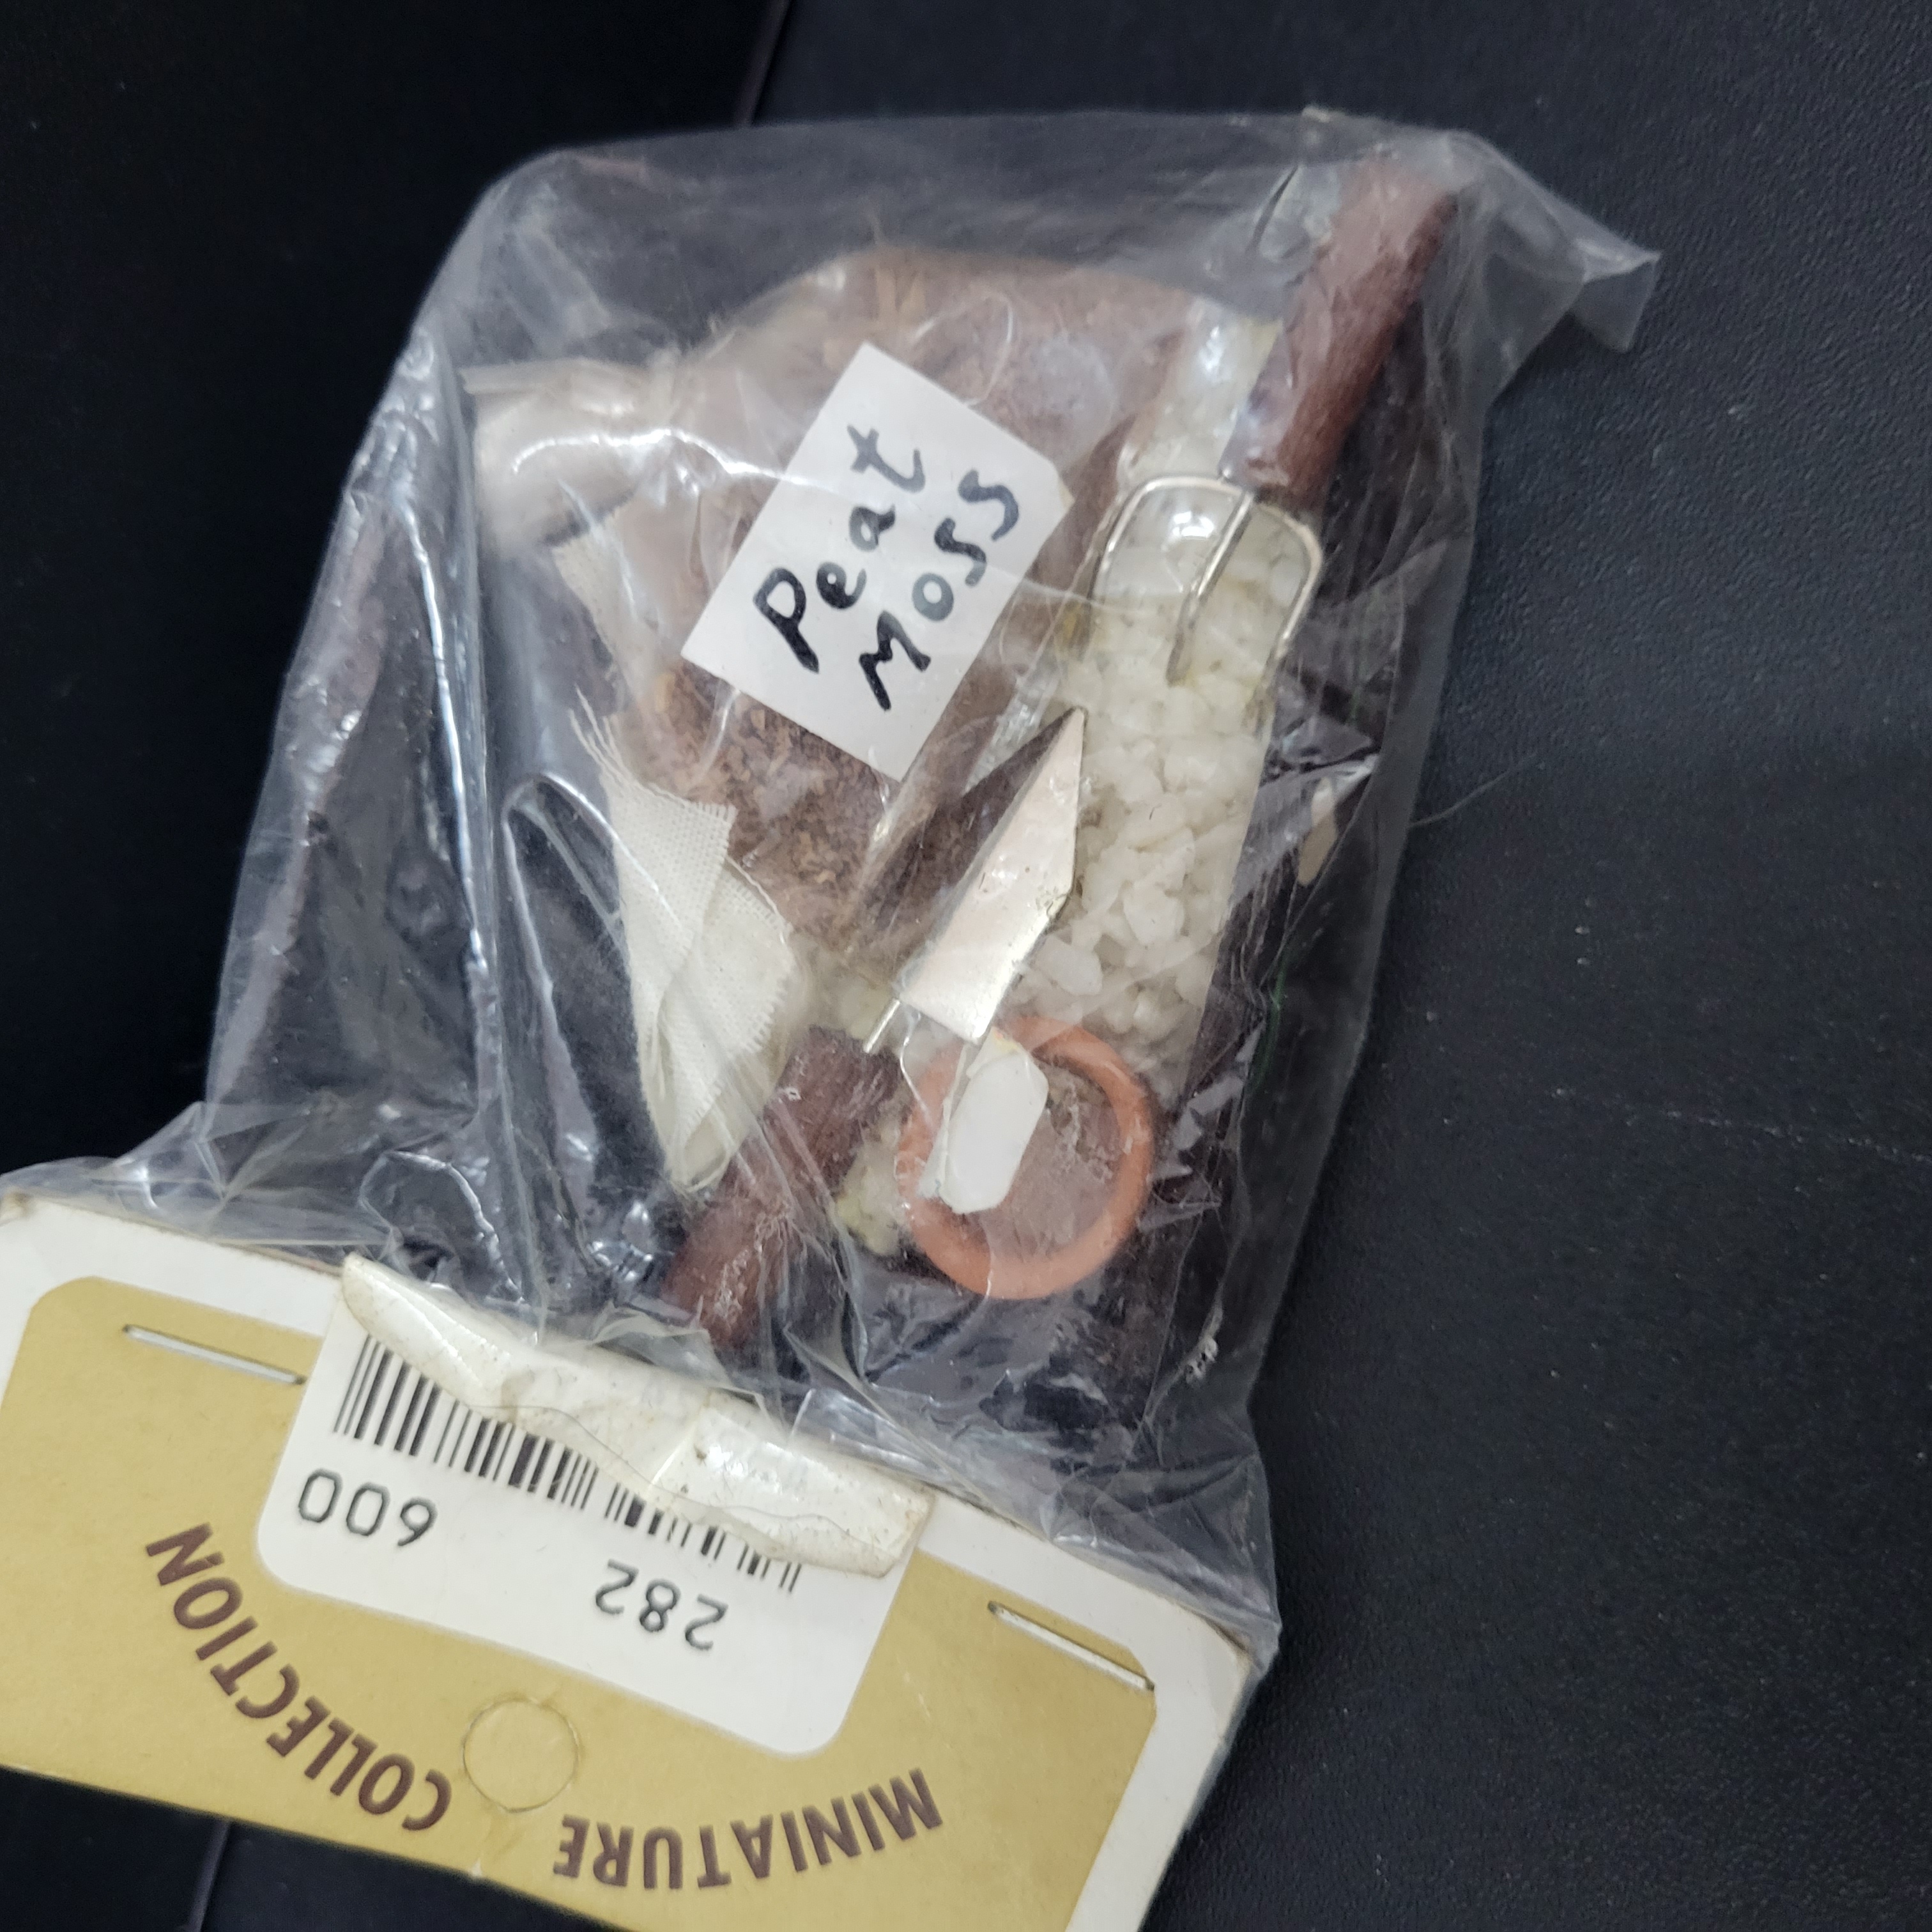 Peat
Moss
MINIATURE COLLECTION
282 600